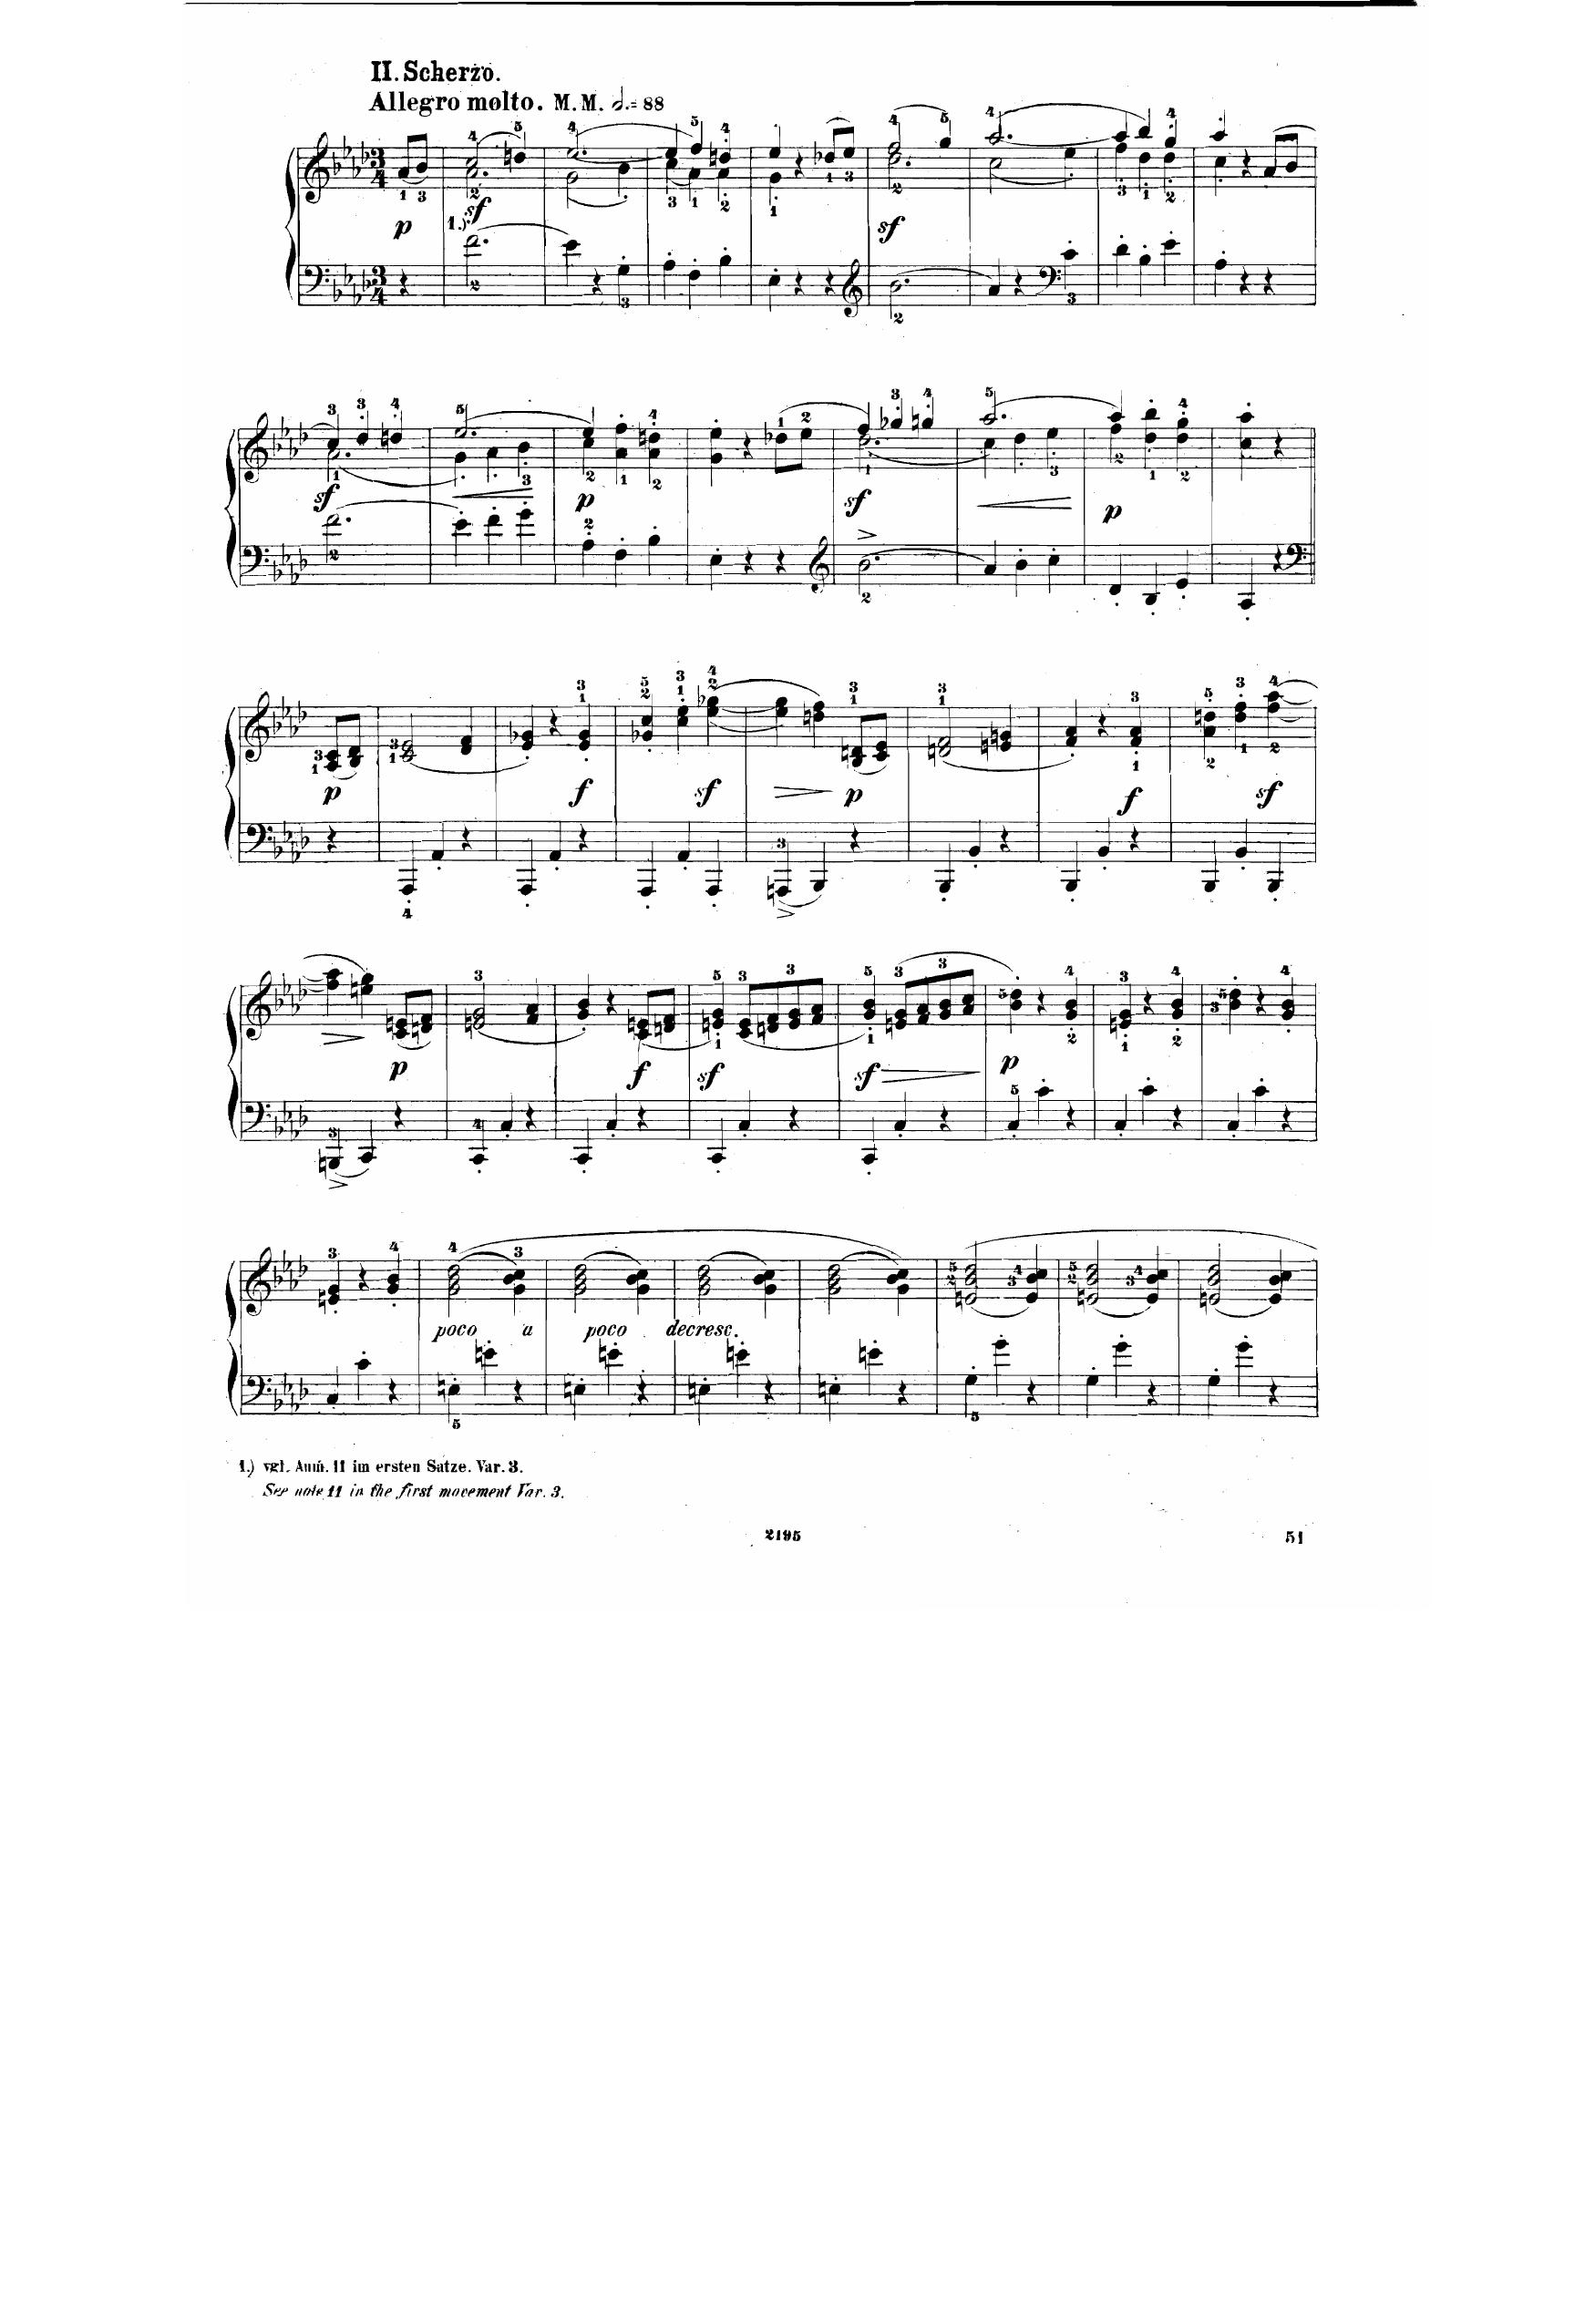 II. Scherzo.
Allegro molto. M. M. 𝅗𝅥. = 88
p
1.) sf
sf
sf
p
sf
p
p
f
sf
p
f
sf
p
f
sf
sf
p
poco a poco decresc.
1.) vgl. Anm. 11 im ersten Satze. Var. 3.
See note 11 in the first movement Var. 3.
2195
51